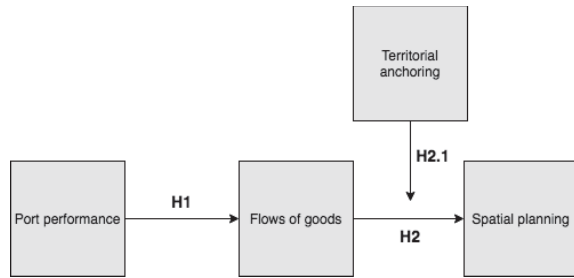 Territorial
anchoring
H2.1
H1
Port performance
Flows of goods
H2
Spatial planning